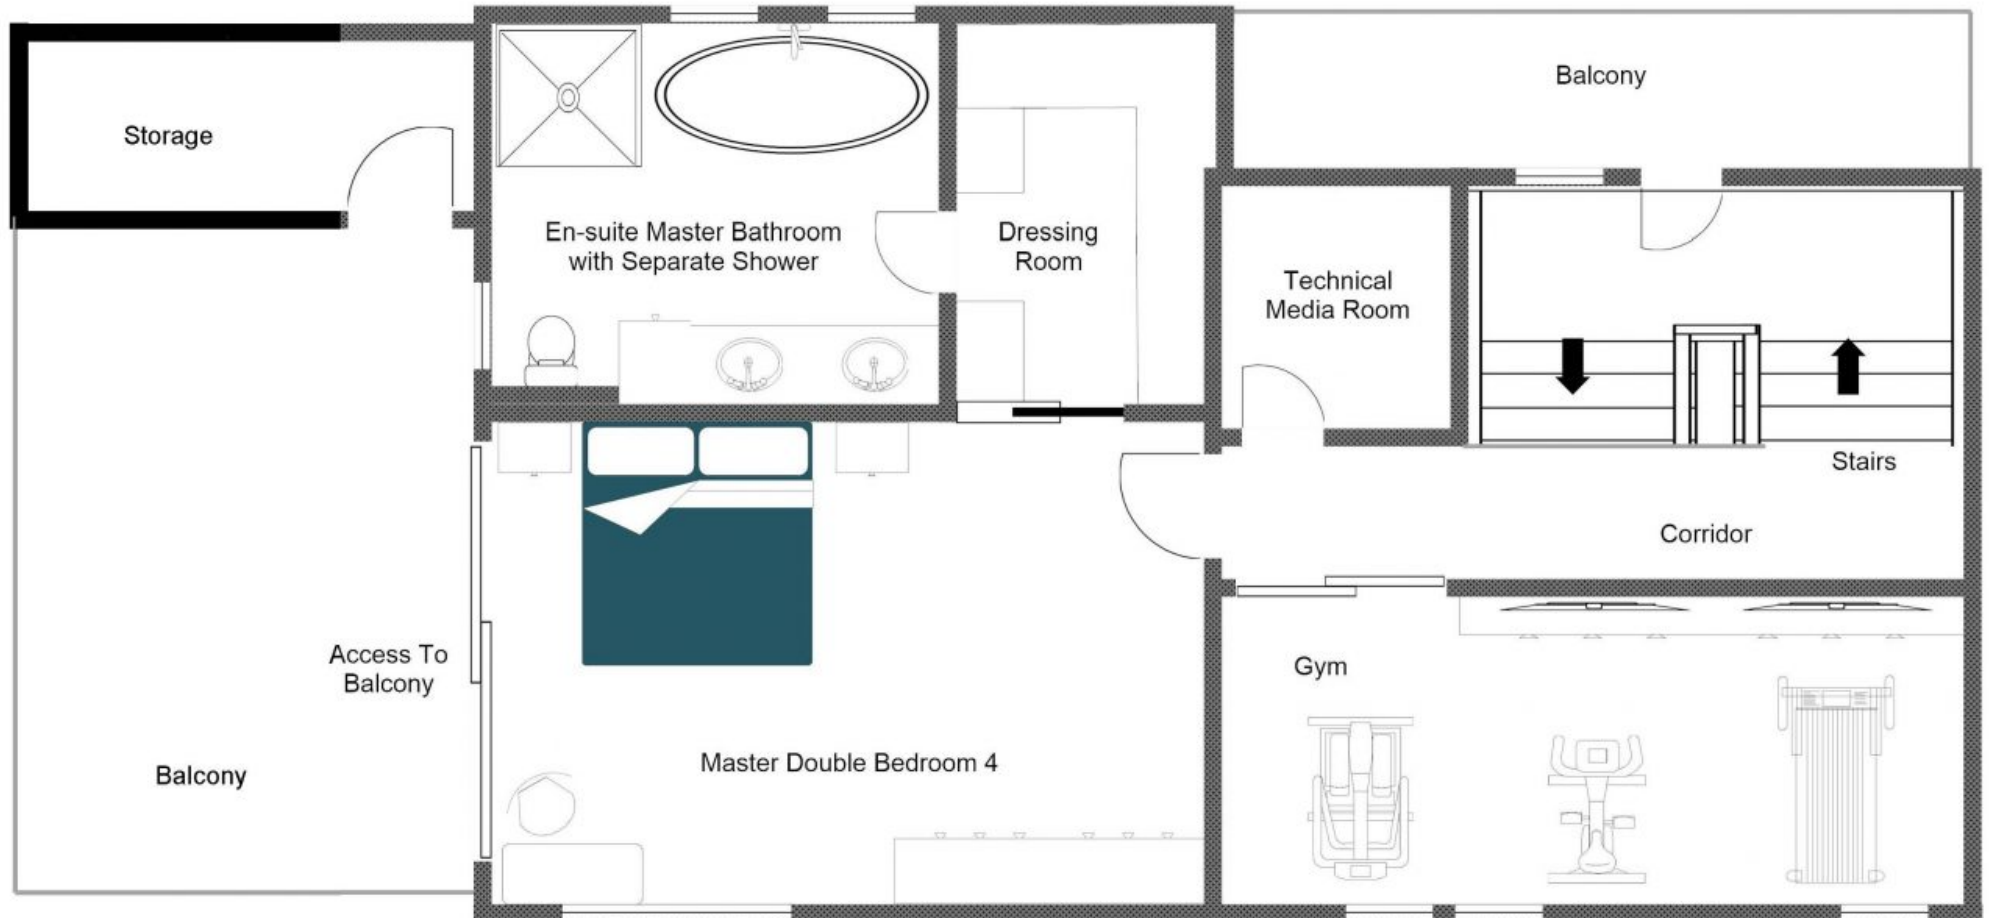 Balcony
Storage
En-suite Master Bathroom
with Separate Shower
Dressing
Room
Technical
Media Room
Stairs
Corridor
Access To
Balcony
Gym
Master Double Bedroom 4
Balcony